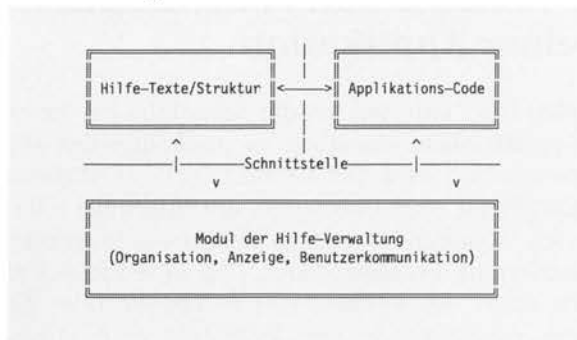 Hilfe-Texte/Struktur
Applikations-Code
Schnittstelle
Modul der Hilfe-Verwaltung
(Organisation, Anzeige, Benutzerkommunikation)